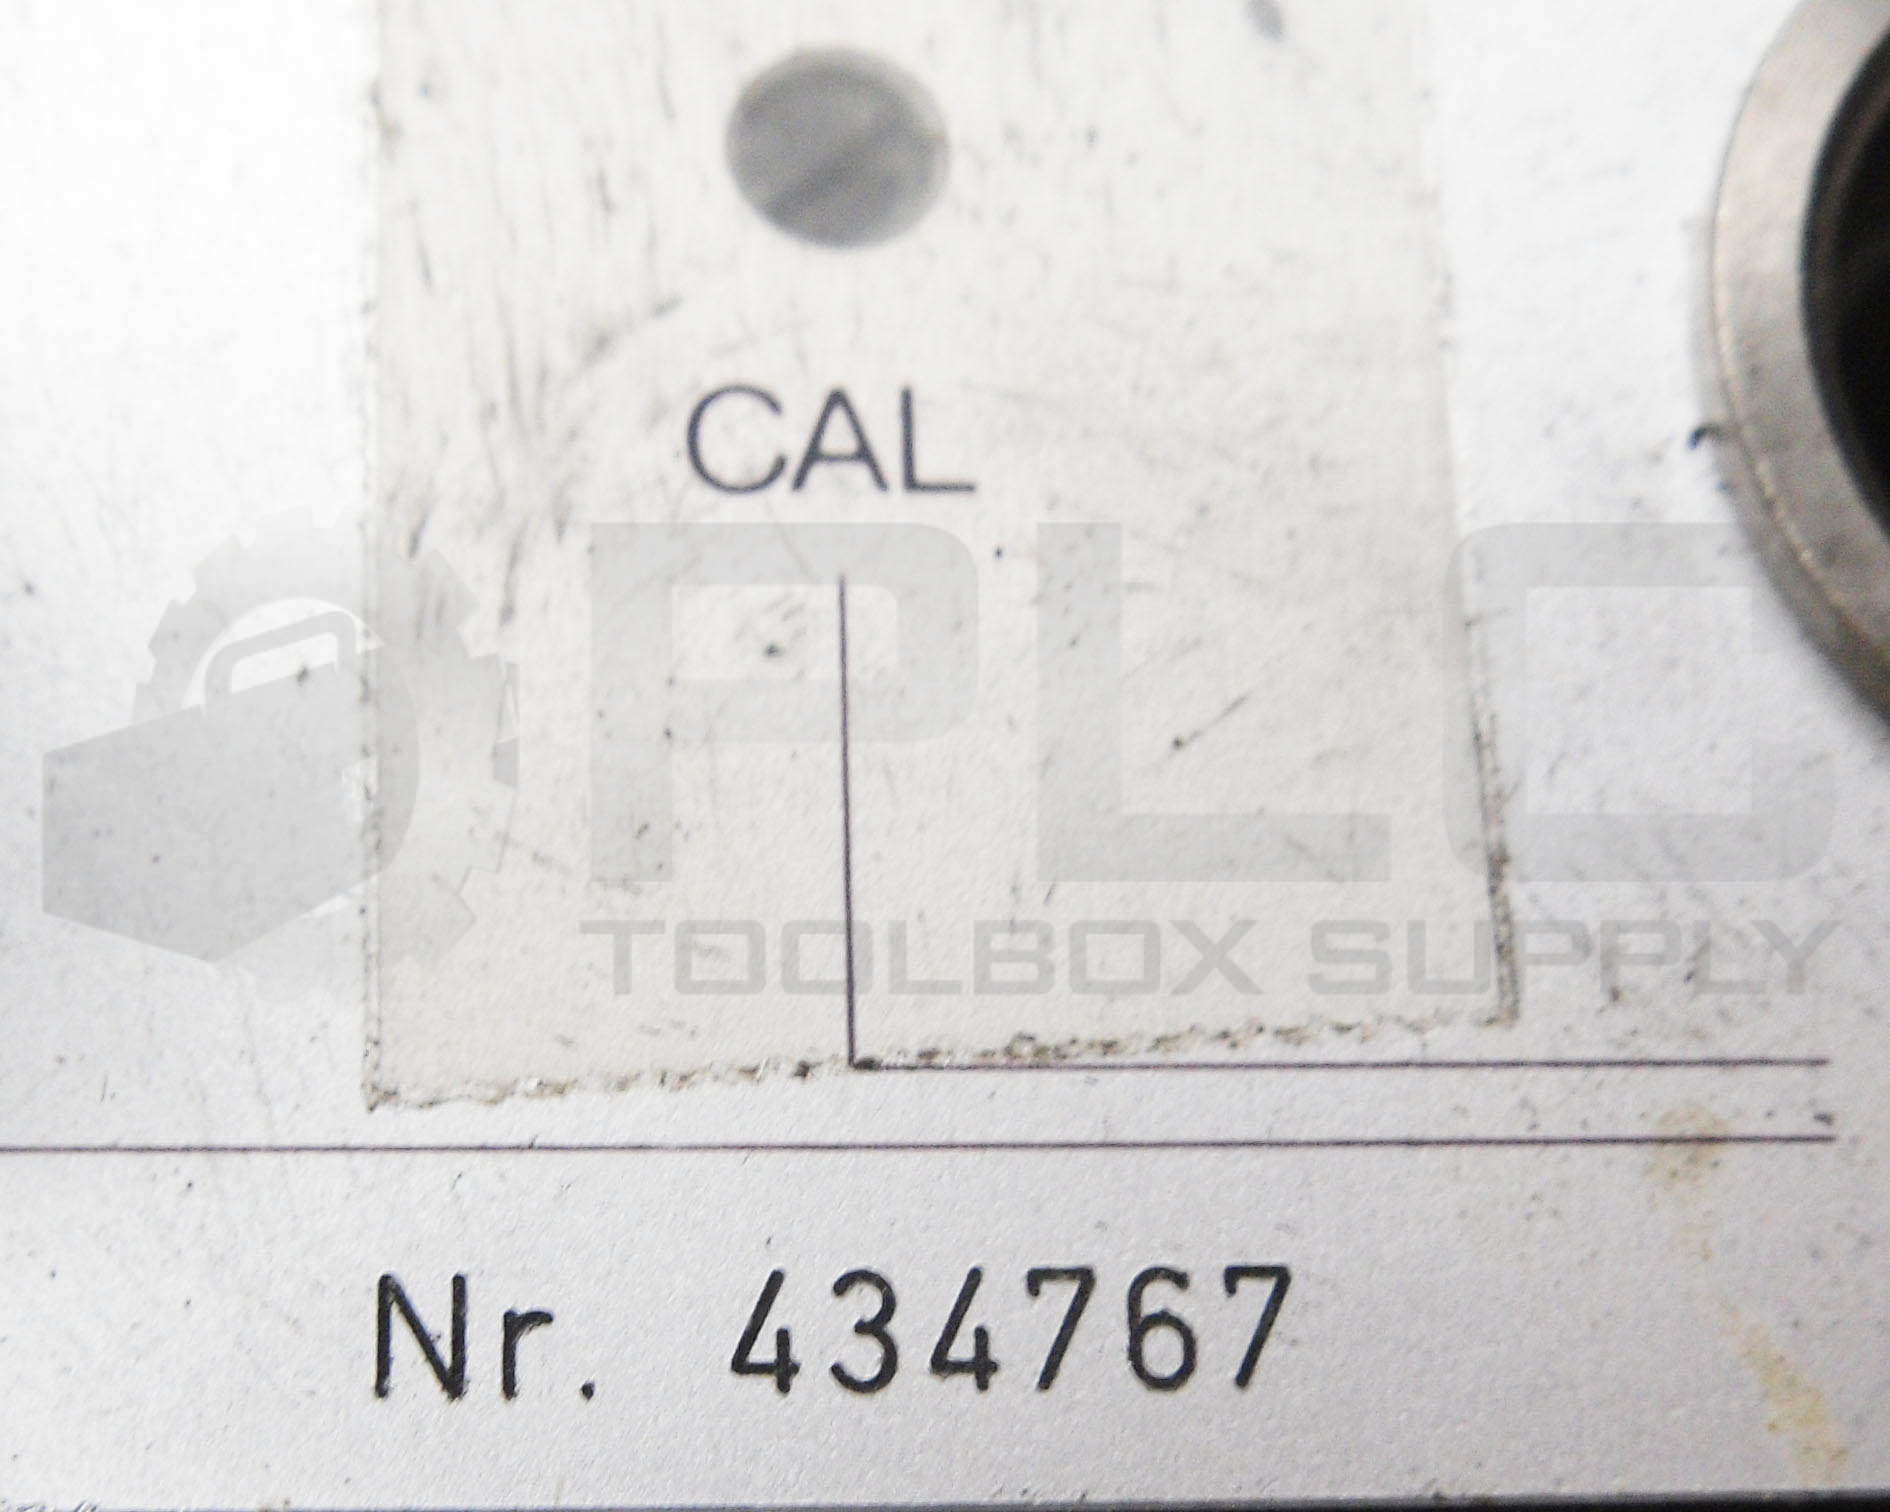 CAL
PLC
TOOLBOX SUPPLY
Nr. 434767